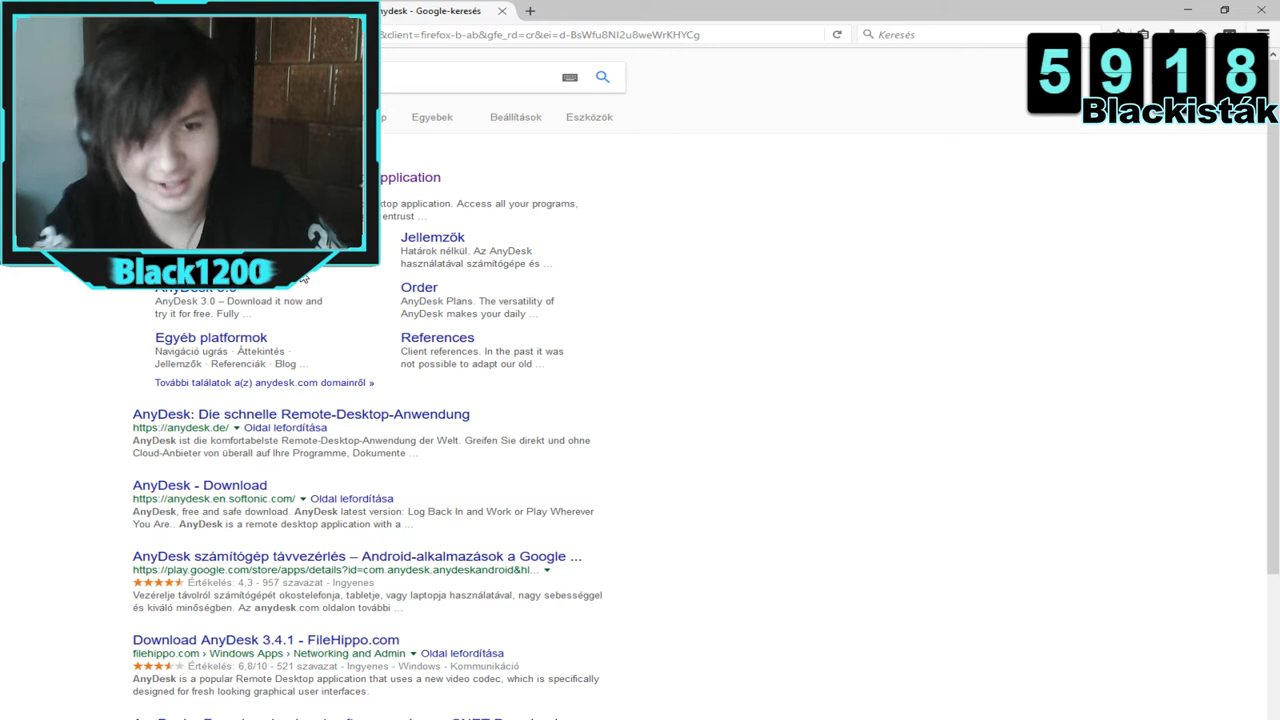 nydesk - Google-keresés
&client=firefox-b-ab&gfe_rd=cr&ei=d-BsWfu8NI2u8weWrKHYCg
Keresés
5918
Blackisták
Egyebek Beállítások Eszközök
pplication
ktop application. Access all your programs,
entrust ...
Jellemzők
Határok nélkül. Az AnyDesk
használatával számítógépe és ...
Black1200
AnyDesk 3.0
AnyDesk 3.0 – Download it now and
try it for free. Fully ...
Order
AnyDesk Plans. The versatility of
AnyDesk makes your daily ...
Egyéb platformok
Navigáció ugrás · Áttekintés ·
Jellemzők · Referenciák · Blog ...
References
Client references. In the past it was
not possible to adapt our old ...
További találatok a(z) anydesk.com domainről »
AnyDesk: Die schnelle Remote-Desktop-Anwendung
https://anydesk.de/ Oldal lefordítása
AnyDesk ist die komfortabelste Remote-Desktop-Anwendung der Welt. Greifen Sie direkt und ohne
Cloud-Anbieter von überall auf Ihre Programme, Dokumente ...
AnyDesk - Download
https://anydesk.en.softonic.com/ Oldal lefordítása
AnyDesk, free and safe download. AnyDesk latest version: Log Back In and Work or Play Wherever
You Are.. AnyDesk is a remote desktop application with a ...
AnyDesk számítógép távvezérlés – Android-alkalmazások a Google ...
https://play.google.com/store/apps/details?id=com.anydesk.anydeskandroid&hl...
Értékelés: 4,3 - 957 szavazat - Ingyenes
Vezérelje távolról számítógépét okostelefonja, tabletje, vagy laptopja használatával, nagy sebességgel
és kiváló minőségben. Az anydesk.com oldalon további ...
Download AnyDesk 3.4.1 - FileHippo.com
filehippo.com › Windows Apps › Networking and Admin Oldal lefordítása
Értékelés: 6,8/10 - 521 szavazat - Ingyenes - Windows - Kommunikáció
AnyDesk is a popular Remote Desktop application that uses a new video codec, which is specifically
designed for fresh looking graphical user interfaces.